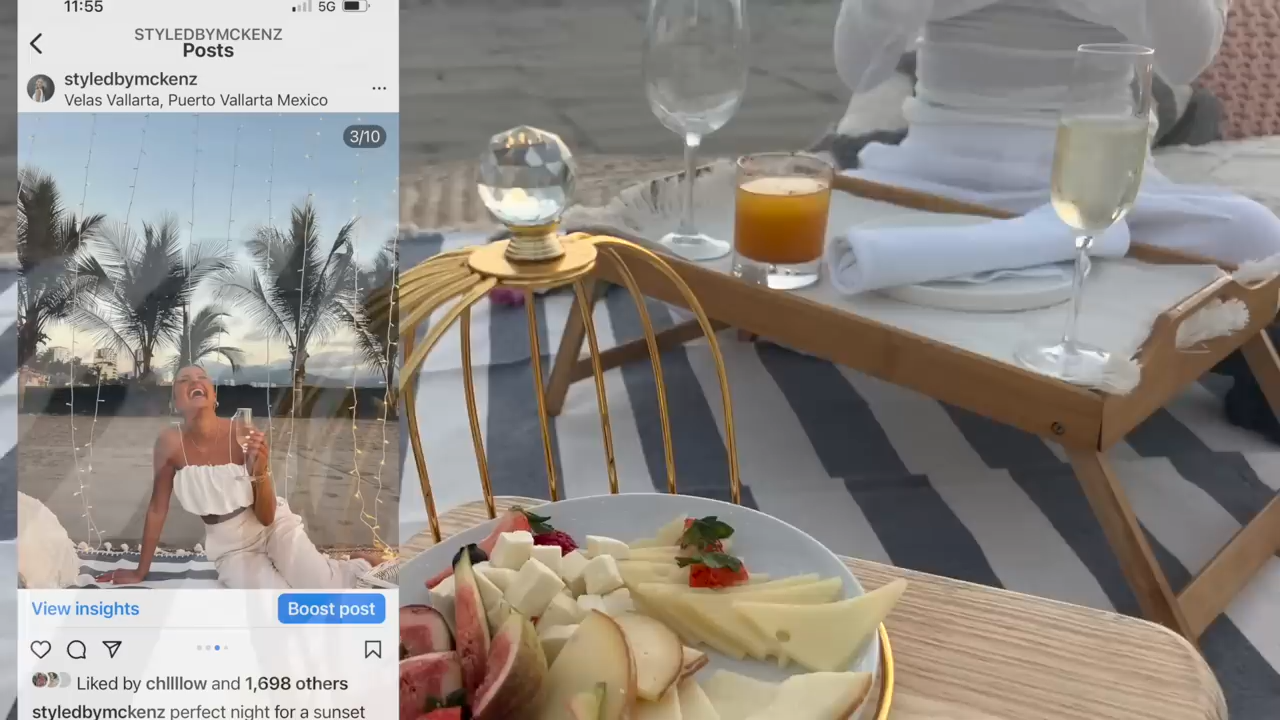 11:55
5G
STYLEDBYMCKENZ
Posts
styledbymckenz
Velas Vallarta, Puerto Vallarta Mexico
3/10
View insights
Boost post
Liked by chllllow and 1,698 others
styledbymckenz perfect night for a sunset